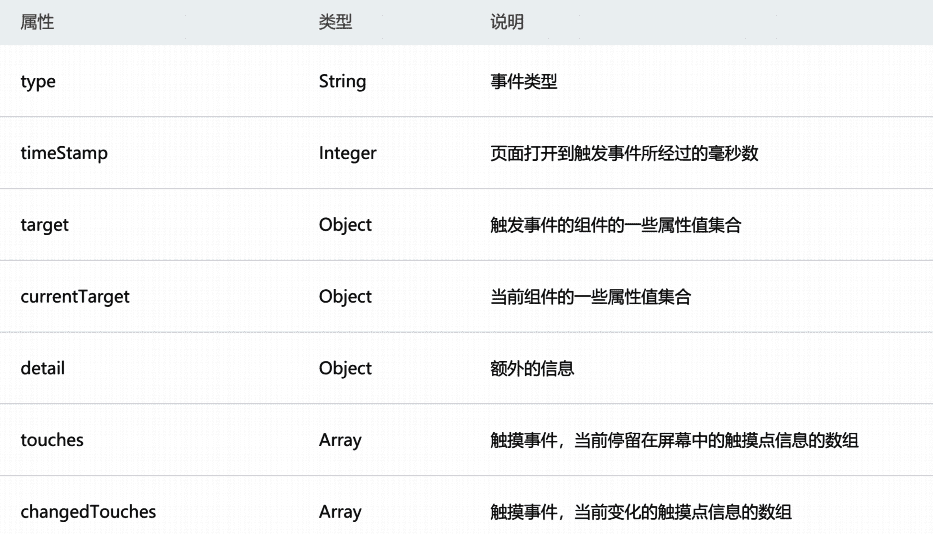 属性 类型 说明
type String 事件类型
timeStamp Integer 页面打开到触发事件所经过的毫秒数
target Object 触发事件的组件的一些属性值集合
currentTarget Object 当前组件的一些属性值集合
detail Object 额外的信息
touches Array 触摸事件，当前停留在屏幕中的触摸点信息的数组
changedTouches Array 触摸事件，当前变化的触摸点信息的数组